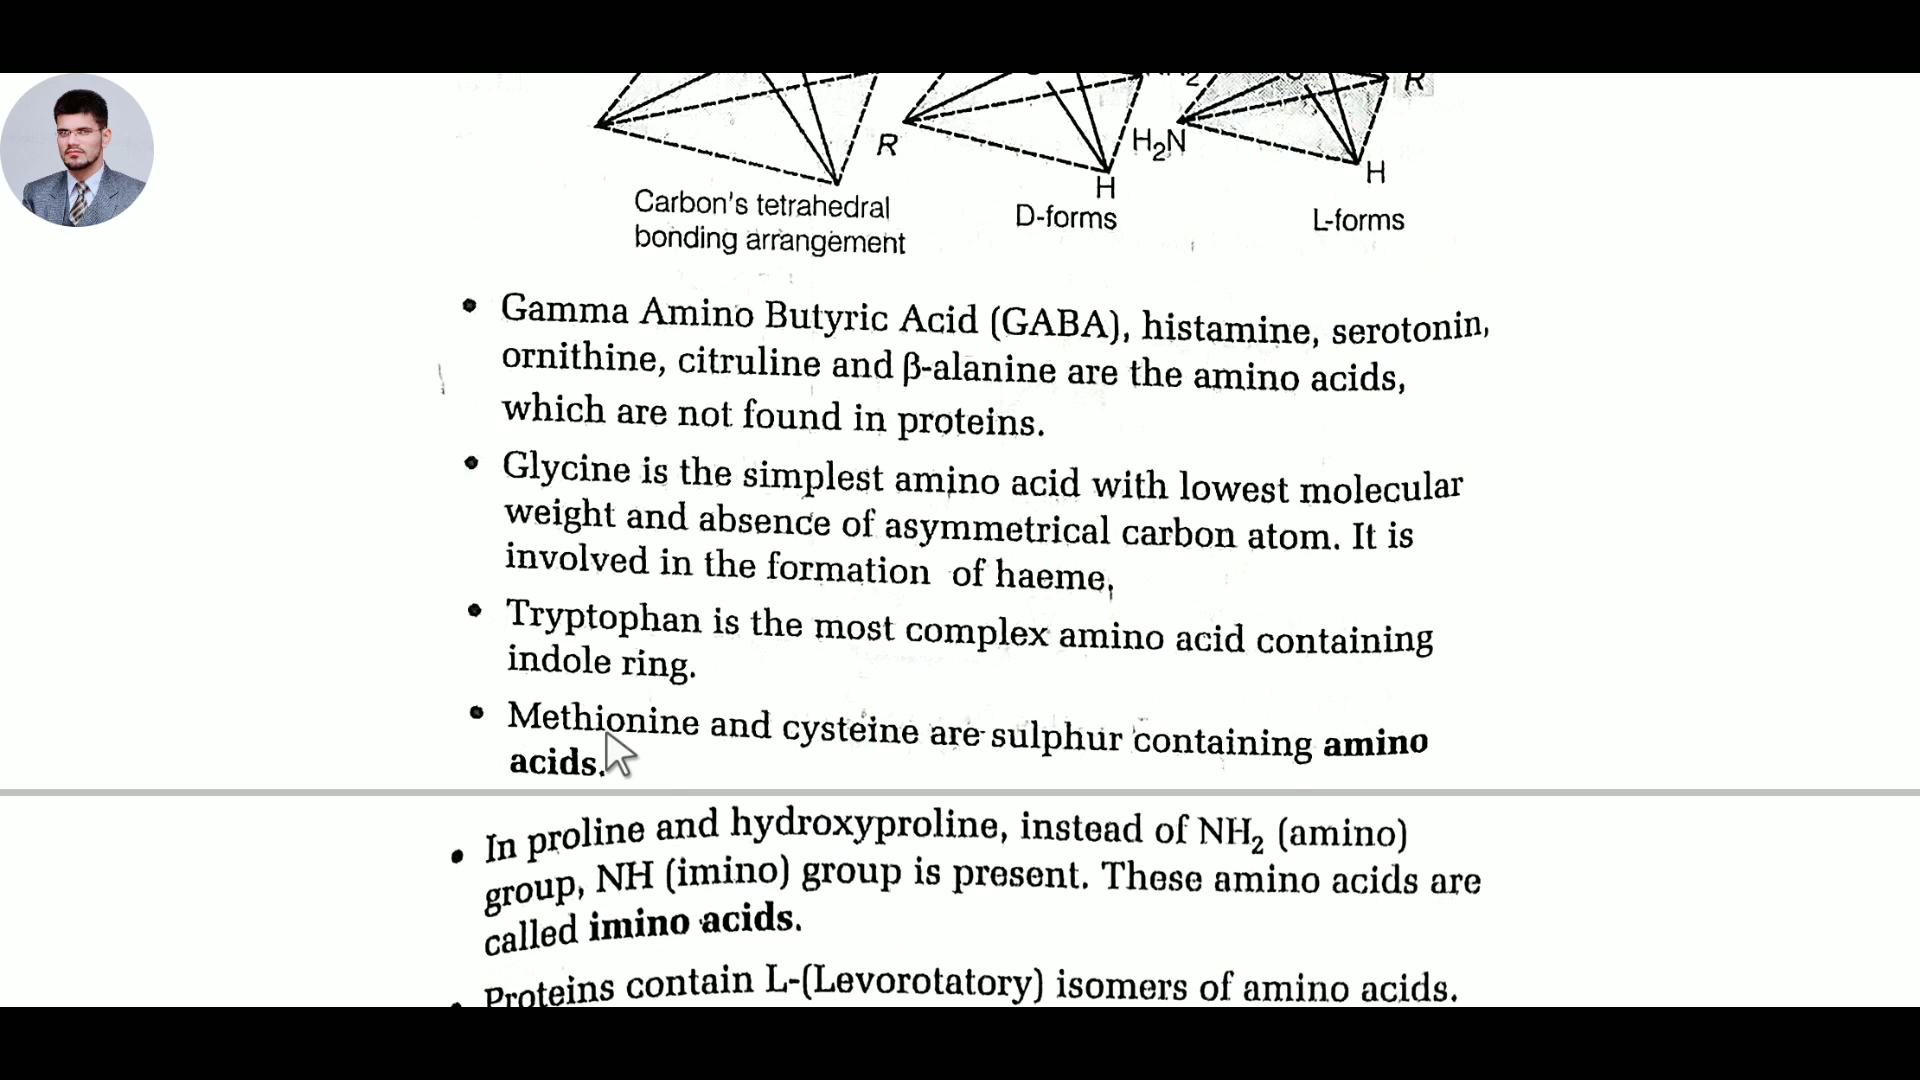 R
R
H₂N
H
H
Carbon's tetrahedral
bonding arrangement
D-forms
L-forms
• Gamma Amino Butyric Acid (GABA), histamine, serotonin,
ornithine, citruline and β-alanine are the amino acids,
which are not found in proteins.
• Glycine is the simplest amino acid with lowest molecular
weight and absence of asymmetrical carbon atom. It is
involved in the formation of haeme,
• Tryptophan is the most complex amino acid containing
indole ring.
• Methionine and cysteine are sulphur containing amino
acids.
• In proline and hydroxyproline, instead of NH₂ (amino)
group, NH (imino) group is present. These amino acids are
called imino acids.
• Proteins contain L-(Levorotatory) isomers of amino acids.